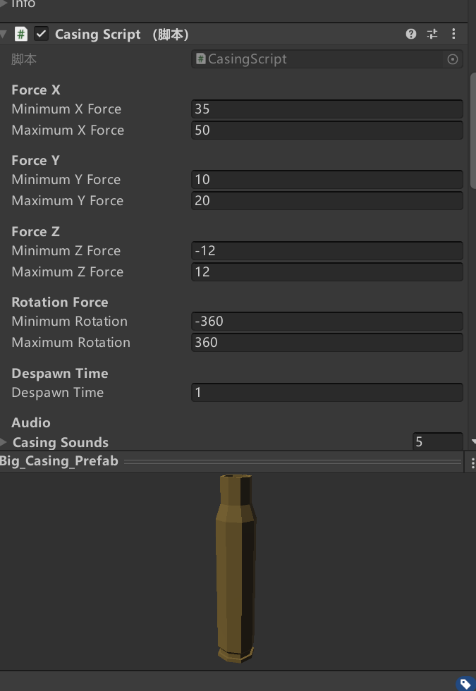 Info
Casing Script （脚本）
脚本 CasingScript
Force X
Minimum X Force 35
Maximum X Force 50
Force Y
Minimum Y Force 10
Maximum Y Force 20
Force Z
Minimum Z Force -12
Maximum Z Force 12
Rotation Force
Minimum Rotation -360
Maximum Rotation 360
Despawn Time
Despawn Time 1
Audio
Casing Sounds 5
Big_Casing_Prefab